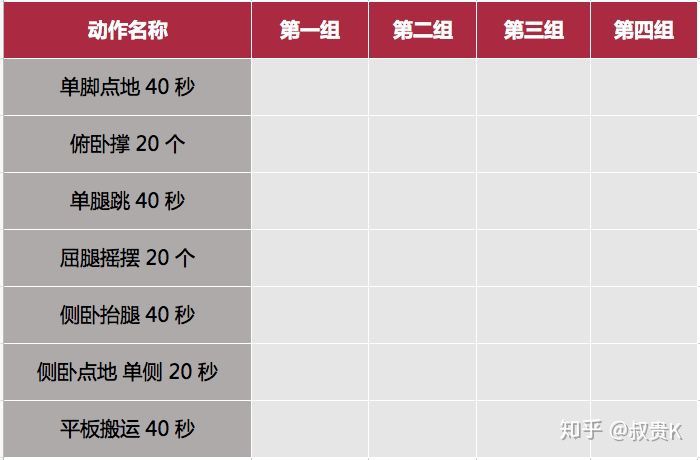 动作名称 第一组 第二组 第三组 第四组
单脚点地 40 秒
俯卧撑 20 个
单腿跳 40 秒
屈腿摇摆 20 个
侧卧抬腿 40 秒
侧卧点地 单侧 20 秒
平板搬运 40 秒
知乎 @叔贵K